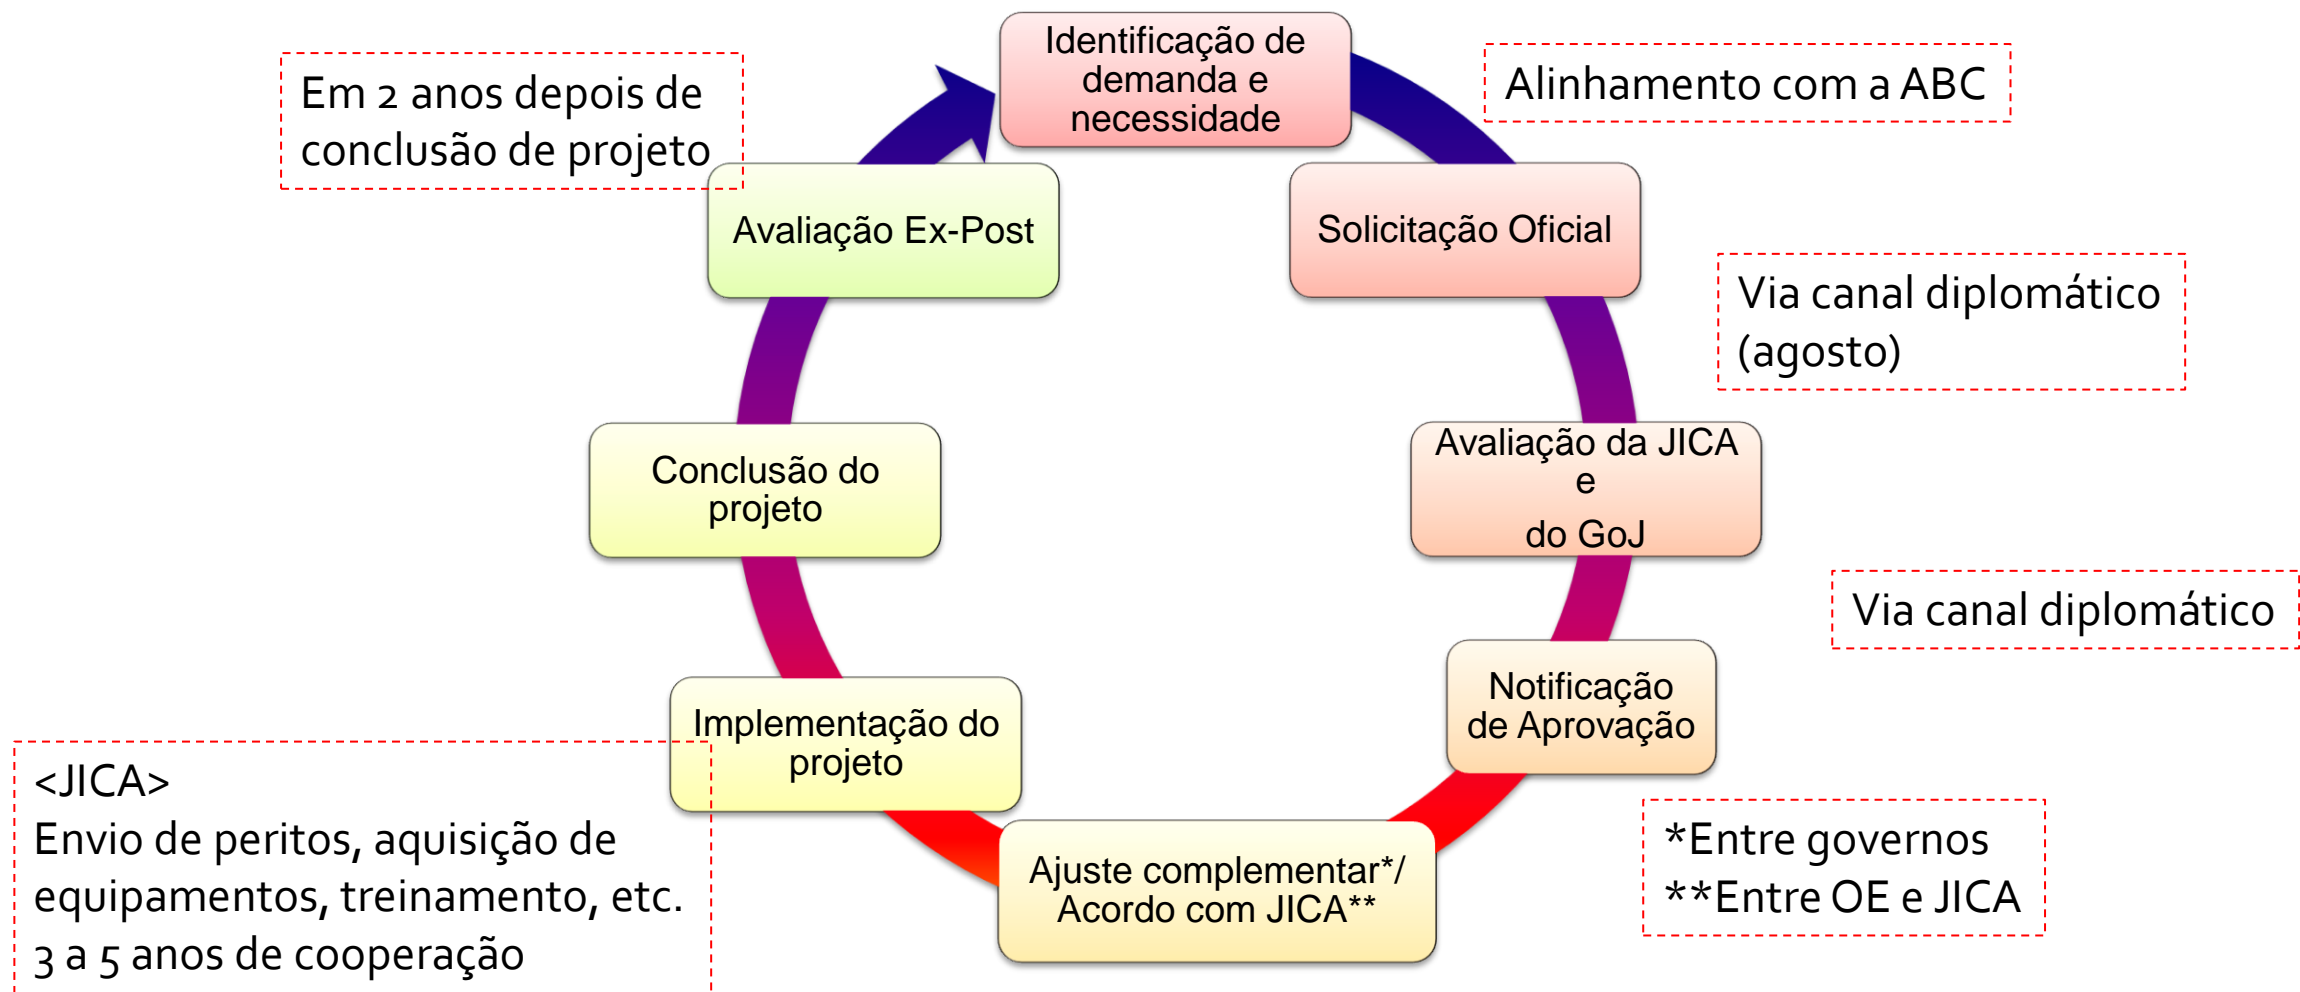 Identificação de
demanda e
necessidade
Alinhamento com a ABC
Solicitação Oficial
Via canal diplomático
(agosto)
Avaliação da JICA
e
do GoJ
Via canal diplomático
Notificação
de Aprovação
*Entre governos
**Entre OE e JICA
Ajuste complementar*/
Acordo com JICA**
Implementação do
projeto
<JICA>
Envio de peritos, aquisição de
equipamentos, treinamento, etc.
3 a 5 anos de cooperação
Conclusão do
projeto
Avaliação Ex-Post
Em 2 anos depois de
conclusão de projeto